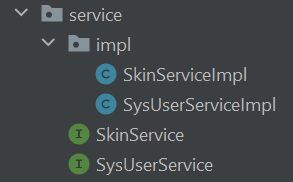 service
impl
C SkinServiceImpl
C SysUserServiceImpl
I SkinService
I SysUserService